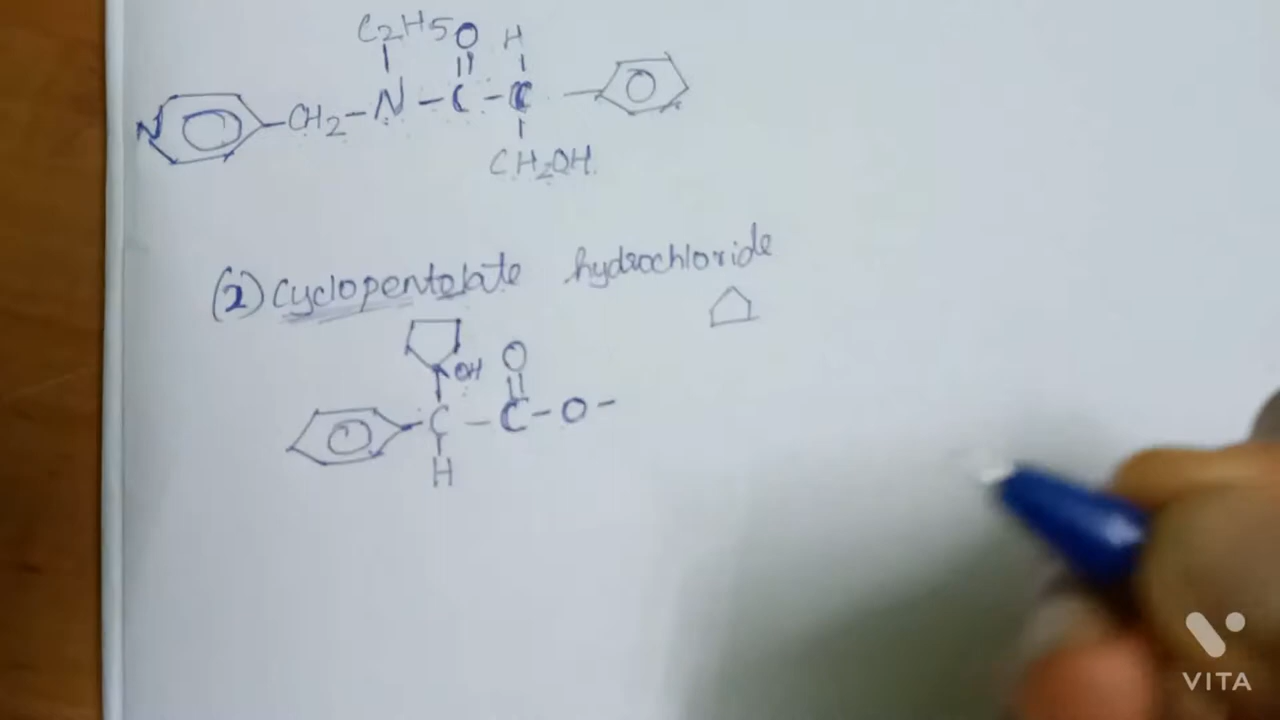 C2H5 O H
N CH2-N-C-C
CH2OH
(2) Cyclopentolate hydrochloride
OH O
C-C-O-
H
VITA